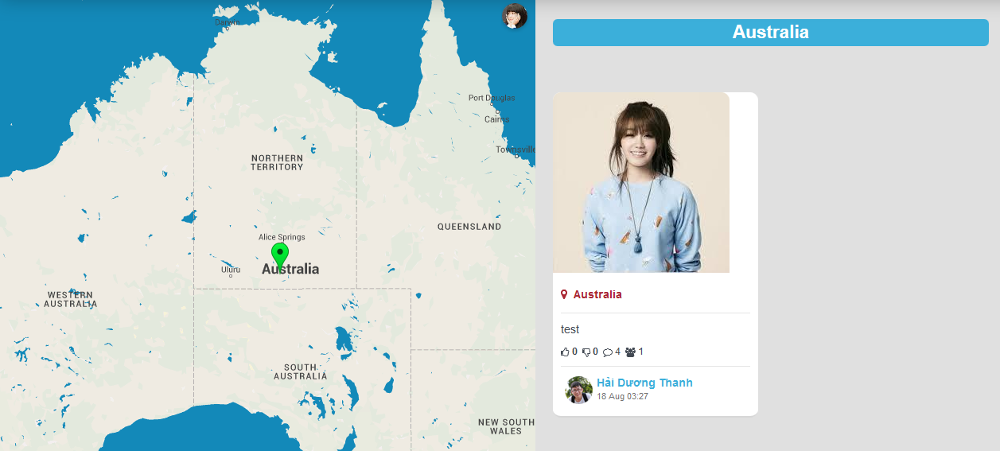 Darwin
Port Douglas
Cairns
Townsville
NORTHERN
TERRITORY
QUEENSLAND
Alice Springs
Uluru
Australia
WESTERN
AUSTRALIA
SOUTH
AUSTRALIA
NEW SOUTH
WALES
Australia
Australia
test
0 0 4 1
Hải Dương Thanh
18 Aug 03:27